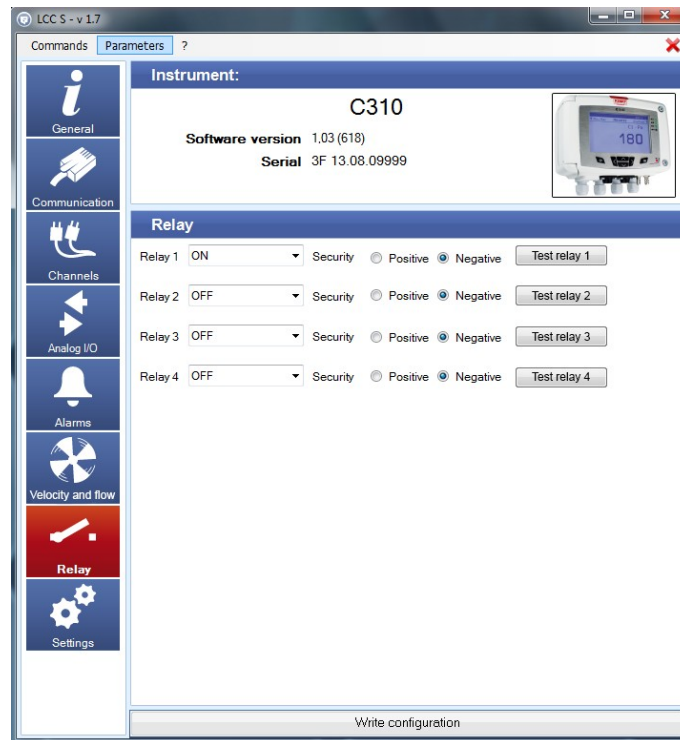 LCC S - v 1.7
Commands Parameters ?
General
Communication
Channels
Analog I/O
Alarms
Velocity and flow
Relay
Settings
Instrument:
C310
Software version 1,03 (618)
Serial 3F 13.08.09999
180
Relay
Relay 1 ON Security Positive Negative Test relay 1
Relay 2 OFF Security Positive Negative Test relay 2
Relay 3 OFF Security Positive Negative Test relay 3
Relay 4 OFF Security Positive Negative Test relay 4
Write configuration